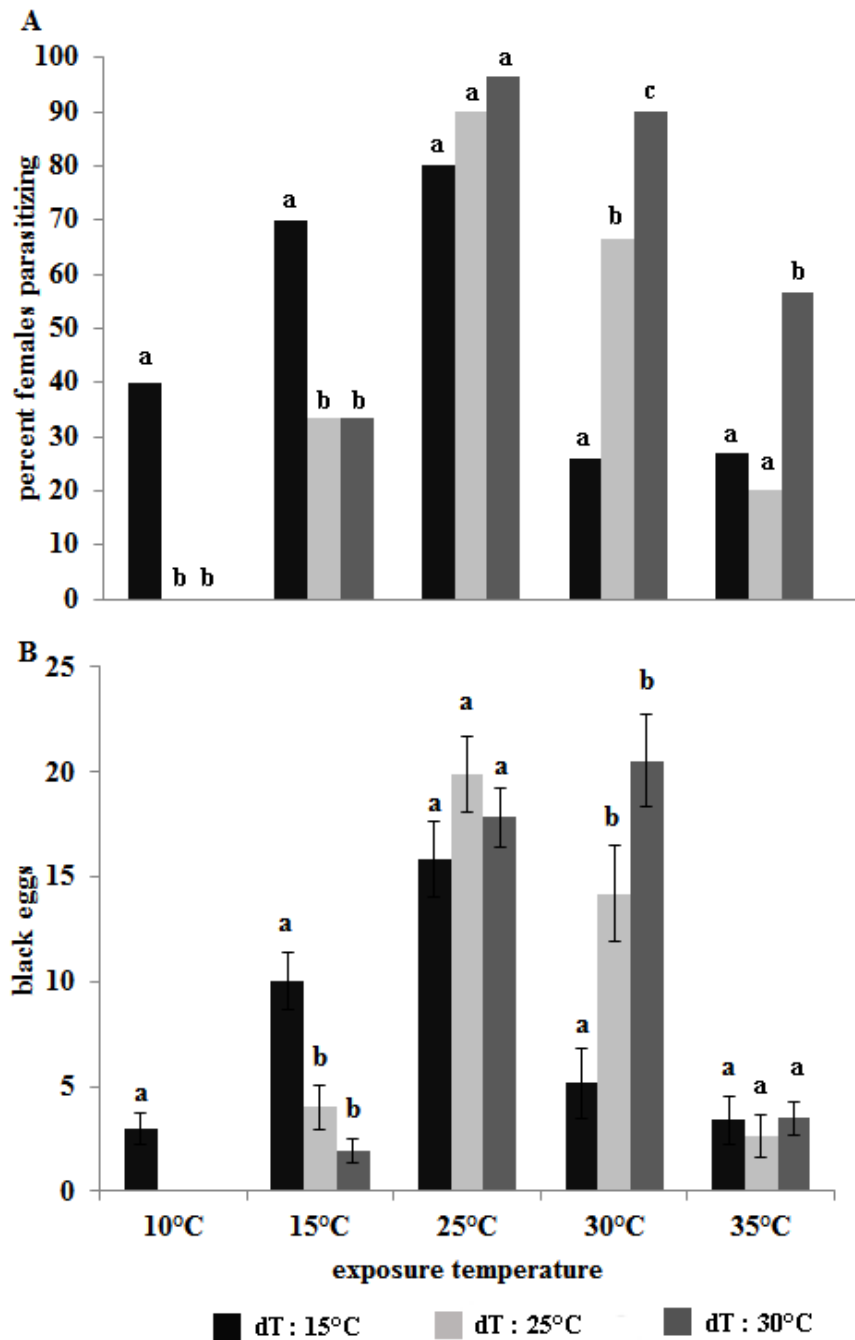 A
percent females parasitizing
100
90
80
70
60
50
40
30
20
10
0
a
b b
a
b b
a
a
a
a
b
c
a
a
b
B
black eggs
25
20
15
10
5
0
a
a
b
b
a
a
a
a
b
b
a
a
a
10°C 15°C 25°C 30°C 35°C
exposure temperature
dT : 15°C dT : 25°C dT : 30°C